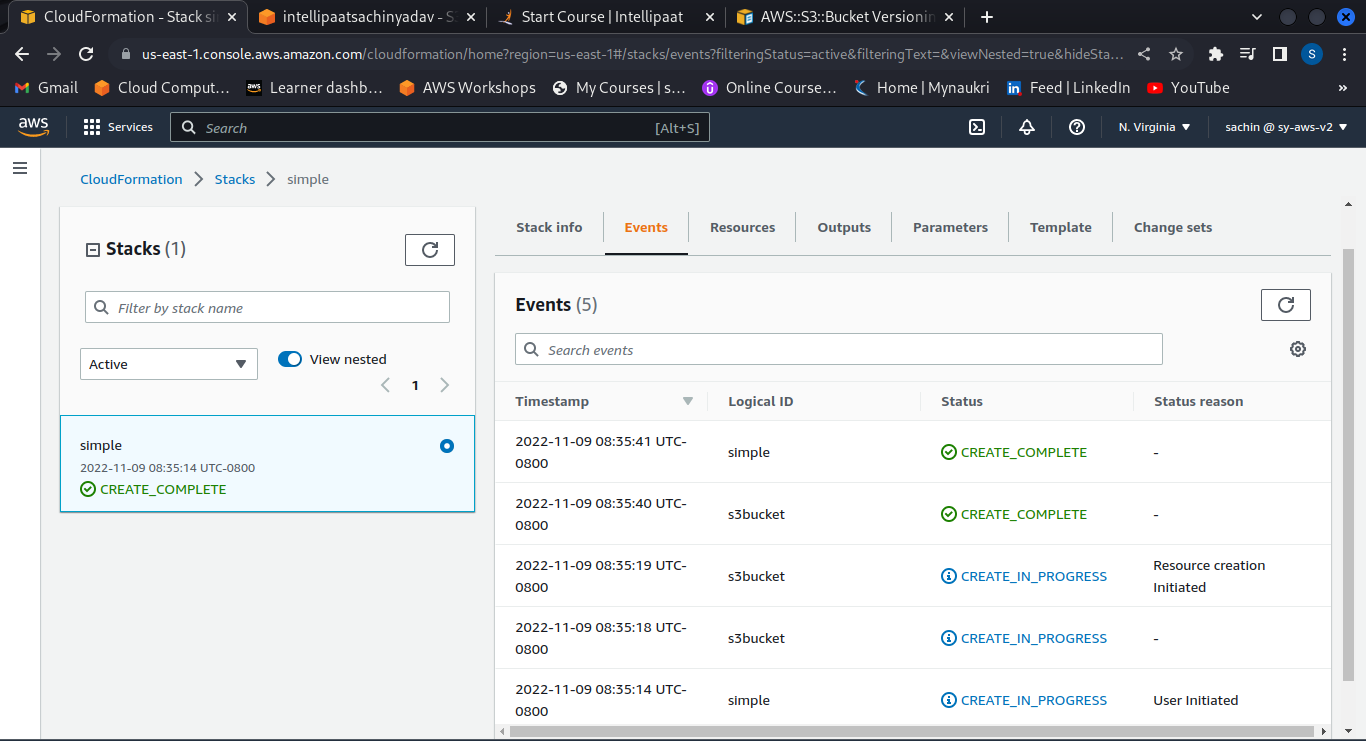 CloudFormation - Stack si
intellipaatsachinyadav - S3
Start Course | Intellipaat
AWS::S3::Bucket Versionin
us-east-1.console.aws.amazon.com/cloudformation/home?region=us-east-1#/stacks/events?filteringStatus=active&filteringText=&viewNested=true&hideSta...
S
Gmail
Cloud Comput...
aws
Learner dashb...
AWS Workshops
My Courses | s...
Online Course...
Home | Mynaukri
in
Feed | LinkedIn
YouTube
»
aws
Services
Search
[Alt+S]
N. Virginia
sachin @ sy-aws-v2
CloudFormation
Stacks
simple
Stacks (1)
Filter by stack name
Active
View nested
1
simple
2022-11-09 08:35:14 UTC-0800
CREATE_COMPLETE
Stack info
Events
Resources
Outputs
Parameters
Template
Change sets
Events (5)
Search events
Timestamp
Logical ID
Status
Status reason
2022-11-09 08:35:41 UTC-
0800
simple
CREATE_COMPLETE
-
2022-11-09 08:35:40 UTC-
0800
s3bucket
CREATE_COMPLETE
-
2022-11-09 08:35:19 UTC-
0800
s3bucket
CREATE_IN_PROGRESS
Resource creation
Initiated
2022-11-09 08:35:18 UTC-
0800
s3bucket
CREATE_IN_PROGRESS
-
2022-11-09 08:35:14 UTC-
0800
simple
CREATE_IN_PROGRESS
User Initiated